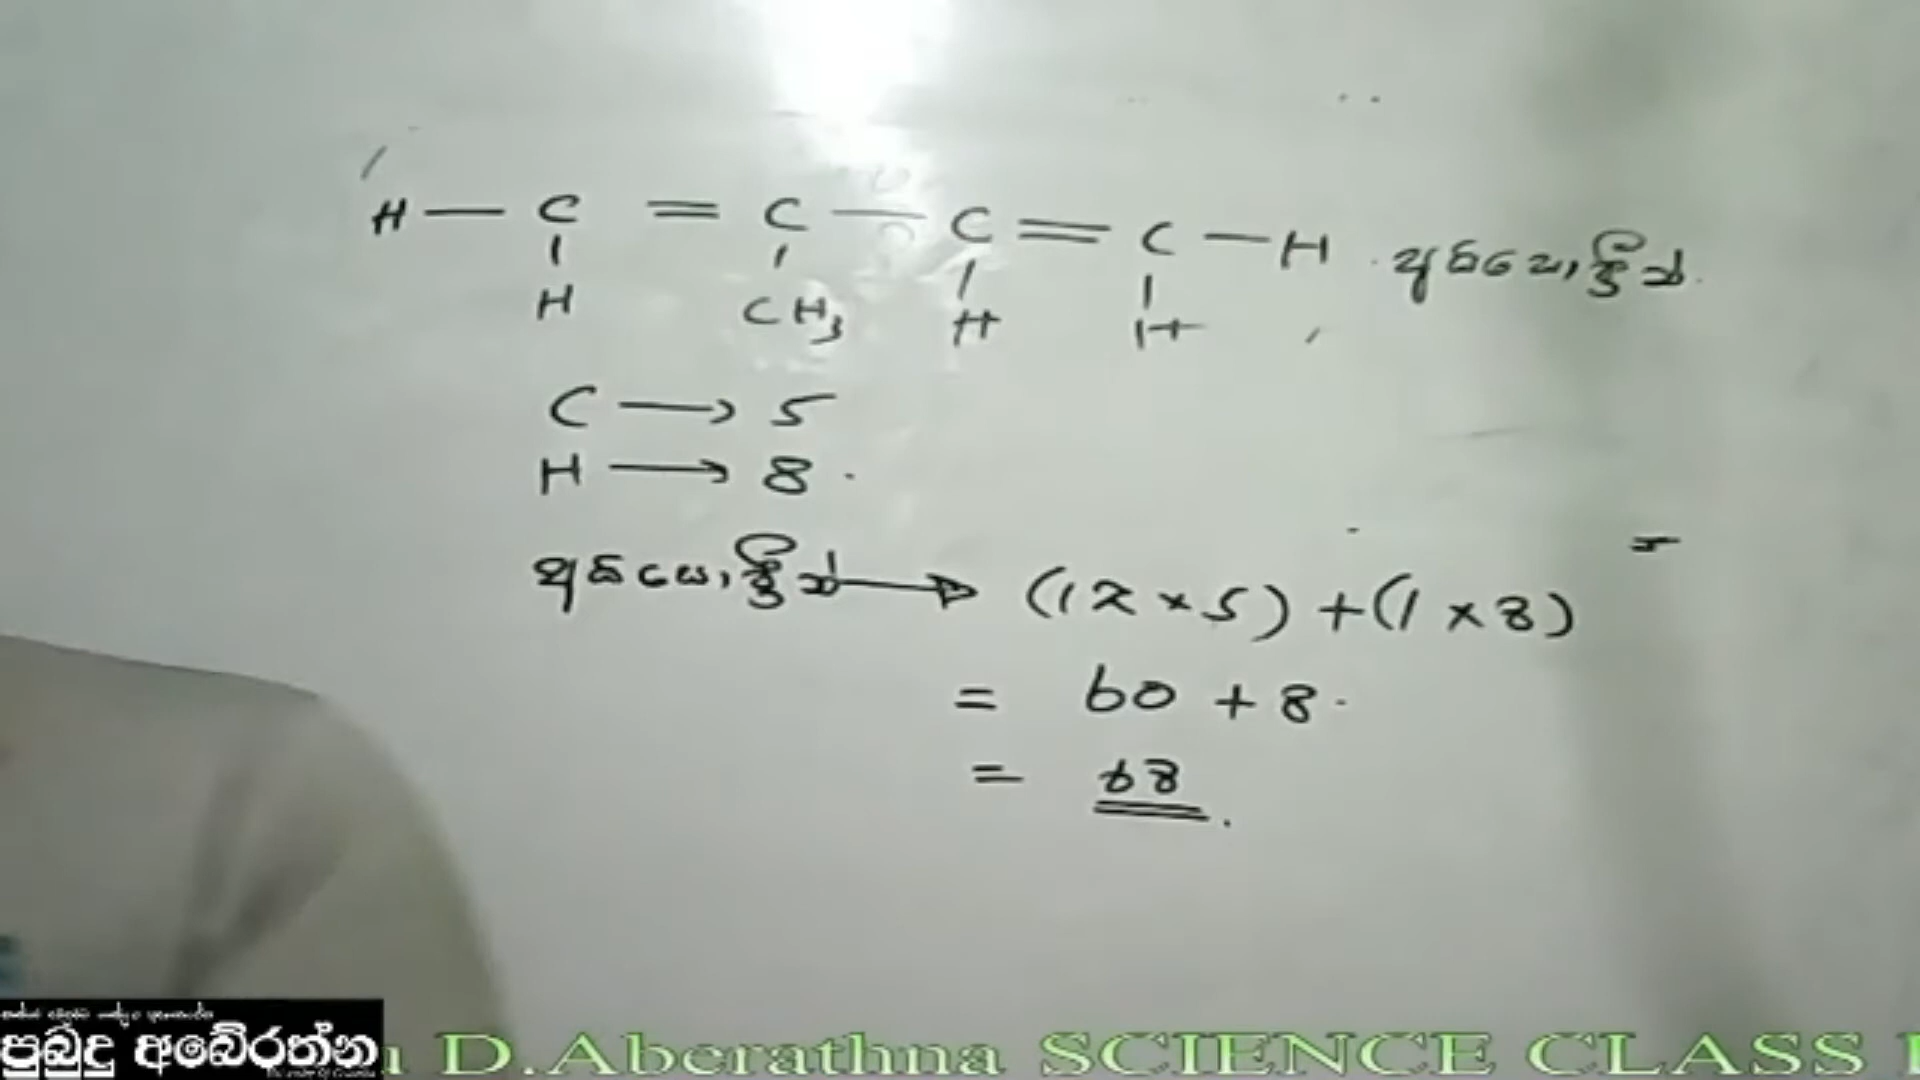 H — C = C — C = C — H අයිසොප්‍රීන්
H CH₃ H H
C → 5
H → 8
අයිසොප්‍රීන් → (12 × 5) + (1 × 8)
= 60 + 8
= 68
පුබුදු අබේරත්න
D.Aberathna SCIENCE CLASS